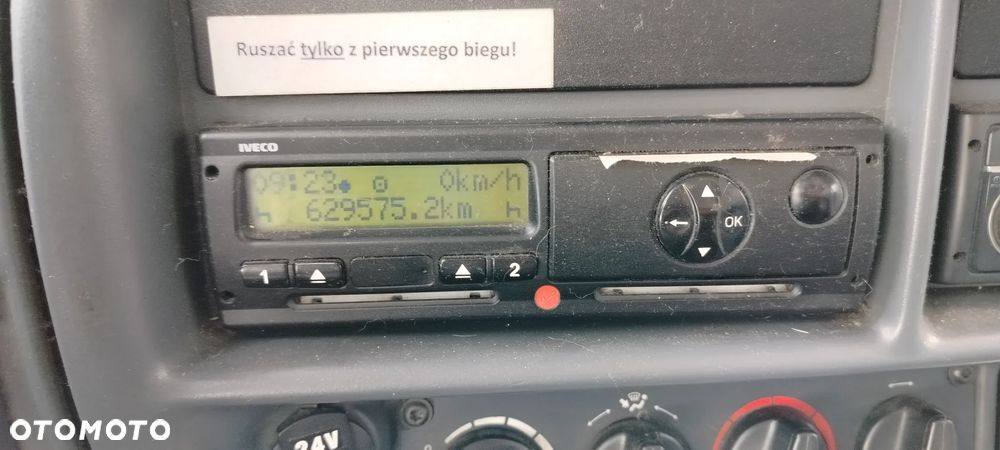 Ruszać tylko z pierwszego biegu!
IVECO
09:23 0km/h
h 629575.2km h
1 2
OK
24V
OTOMOTO